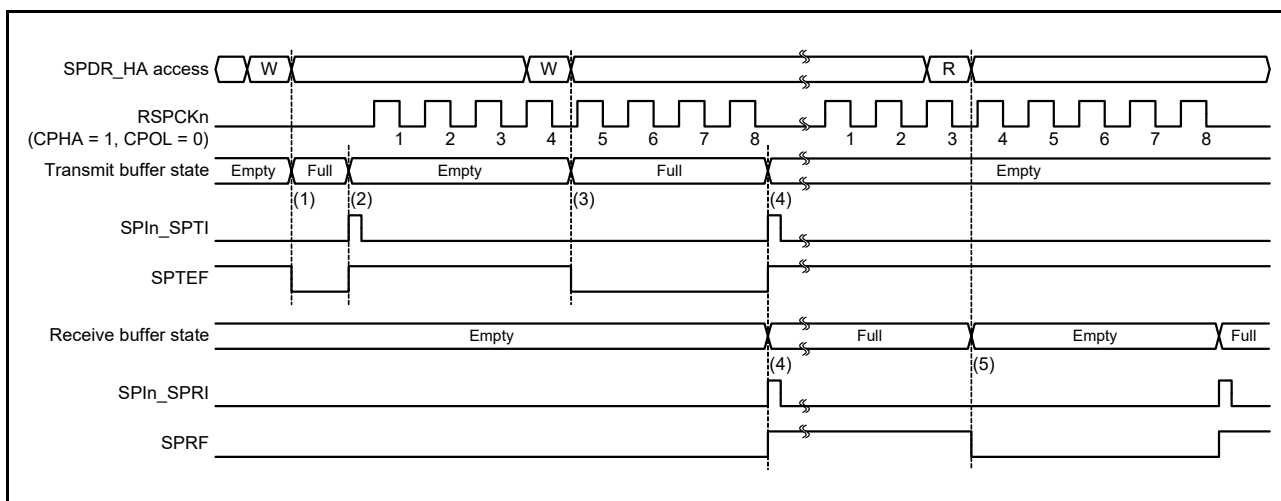 SPDR_HA access W W R
RSPCKn
(CPHA = 1, CPOL = 0) 1 2 3 4 5 6 7 8 1 2 3 4 5 6 7 8
Transmit buffer state Empty Full Empty Full Empty
(1) (2) (3) (4)
SPIn_SPTI
SPTEF
Receive buffer state Empty Full Empty Full
(4) (5)
SPIn_SPRI
SPRF